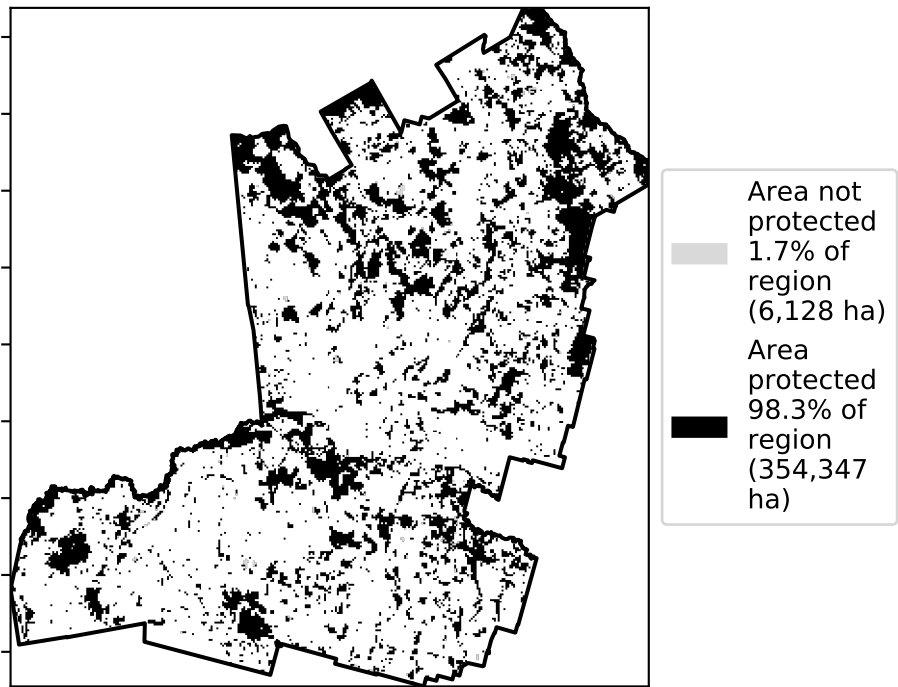 Area not
protected
1.7% of
region
(6,128 ha)
Area
protected
98.3% of
region
(354,347
ha)